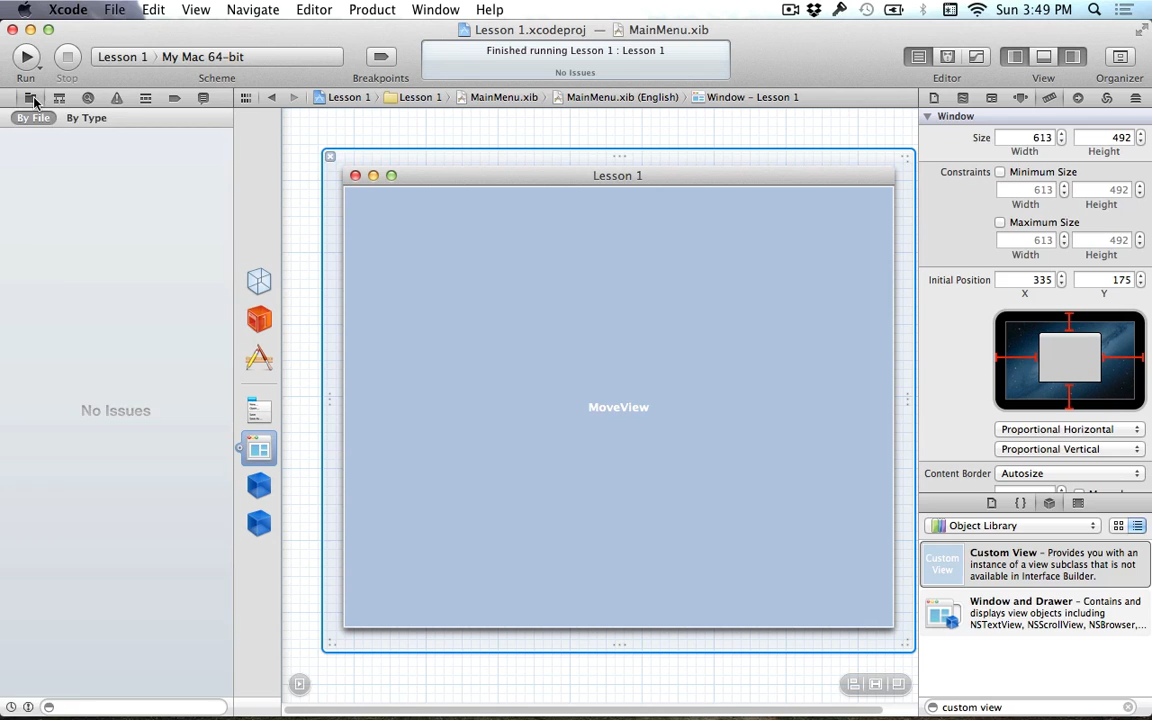 Xcode File Edit View Navigate Editor Product Window Help Sun 3:49 PM
Lesson 1.xcodeproj — MainMenu.xib
Run Stop
Lesson 1 〉 My Mac 64-bit
Scheme
Breakpoints
Finished running Lesson 1 : Lesson 1
No Issues
Editor
View
Organizer
By File By Type
Lesson 1 〉 Lesson 1 〉 MainMenu.xib 〉 MainMenu.xib (English) 〉 Window – Lesson 1
No Issues
Lesson 1
MoveView
Window
Size 613 492
Width Height
Constraints Minimum Size
613 492
Width Height
Maximum Size
613 492
Width Height
Initial Position 335 175
X Y
Proportional Horizontal
Proportional Vertical
Content Border Autosize
Object Library
Custom View
Custom View – Provides you with
an instance of a view subclass that is not
available in Interface Builder.
Window and Drawer – Contains and
displays view objects including
NSTextView, NSScrollView, NSBrowser,...
custom view